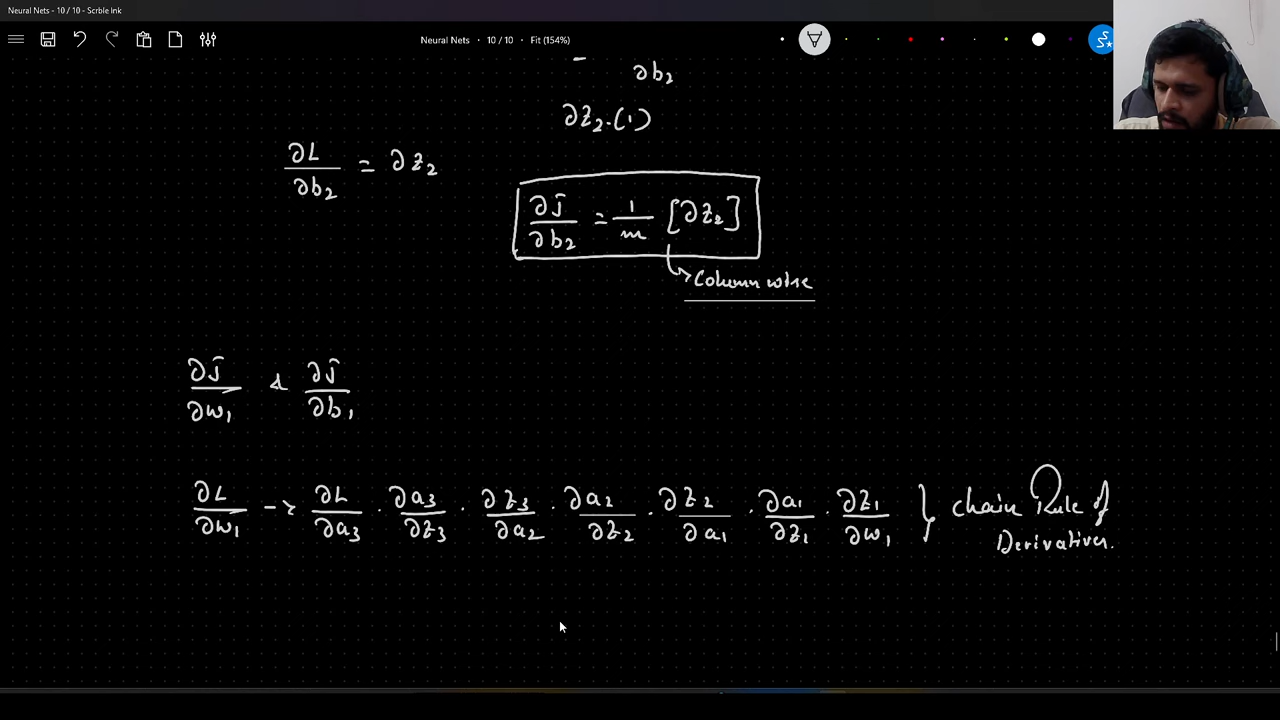 Neural Nets - 10 / 10 - Scrble Ink
Neural Nets • 10 / 10 • Fit (154%)
∂b₂
∂z₂.(1)
∂L/∂b₂ = ∂z₂
∂J/∂b₂ = 1/m [∂z₂]
Column wise
∂J/∂w₁ & ∂J/∂b₁
∂L/∂w₁ -> ∂L/∂a₃ · ∂a₃/∂z₃ · ∂z₃/∂a₂ · ∂a₂/∂z₂ · ∂z₂/∂a₁ · ∂a₁/∂z₁ · ∂z₁/∂w₁ } Chain Rule of
Derivatives.